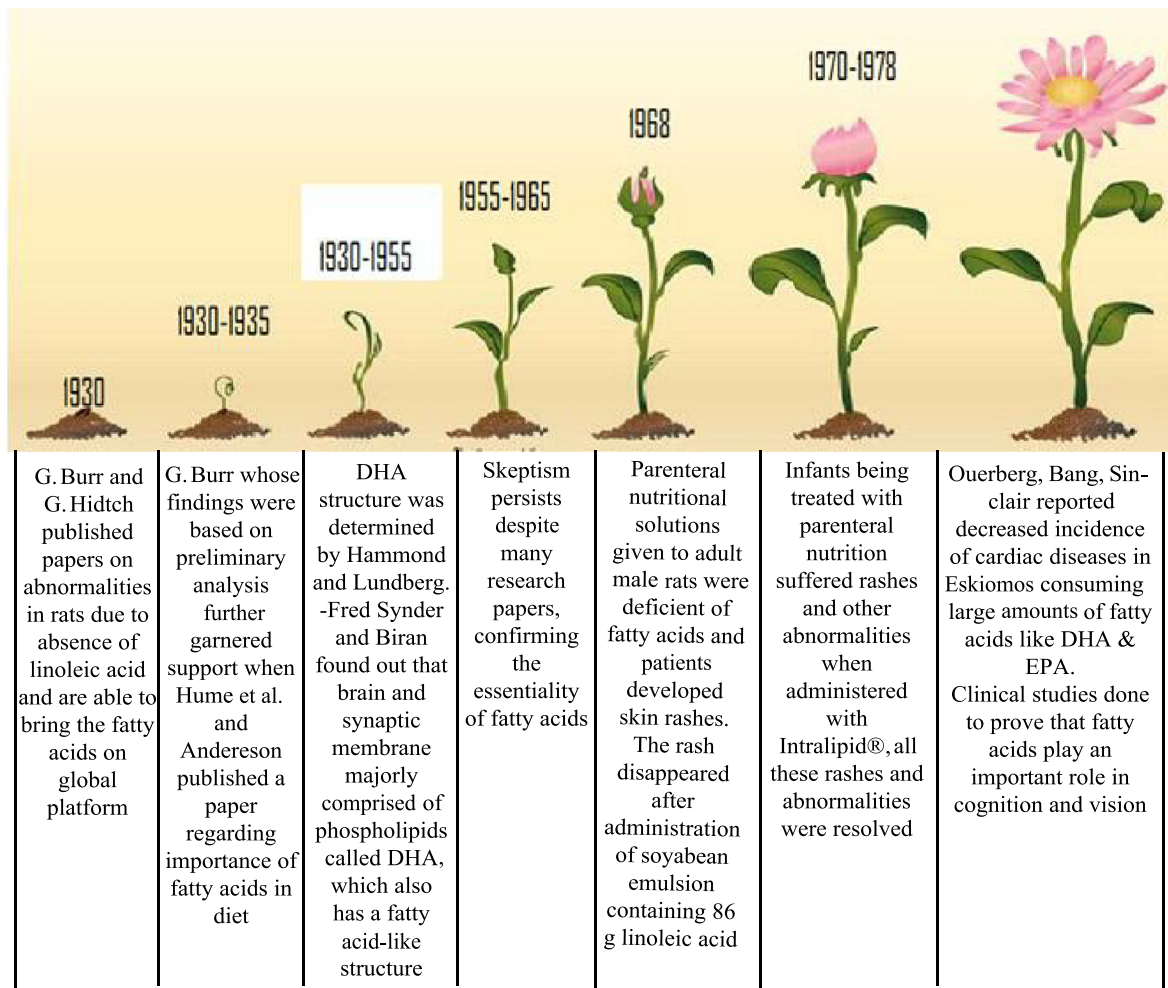 1930
1930-1935
1930-1955
1955-1965
1968
1970-1978
G. Burr and
G. Hidtch
published
papers on
abnormalities
in rats due to
absence of
linoleic acid
and are able to
bring the fatty
acids on
global
platform
G. Burr whose
findings were
based on
preliminary
analysis
further
garnered
support when
Hume et al.
and
Andereson
published a
paper
regarding
importance of
fatty acids in
diet
DHA
structure was
determined
by Hammond
and Lundberg.
-Fred Synder
and Biran
found out that
brain and
synaptic
membrane
majorly
comprised of
phospholipids
called DHA,
which also
has a fatty
acid-like
structure
Skeptism
persists
despite
many
research
papers,
confirming
the
essentiality
of fatty acids
Parenteral
nutritional
solutions
given to adult
male rats were
deficient of
fatty acids and
patients
developed
skin rashes.
The rash
disappeared
after
administration
of soyabean
emulsion
containing 86
g linoleic acid
Infants being
treated with
parenteral
nutrition
suffered rashes
and other
abnormalities
when
administered
with
Intralipid®, all
these rashes and
abnormalities
were resolved
Ouerberg, Bang, Sin-
clair reported
decreased incidence
of cardiac diseases in
Eskiomos consuming
large amounts of fatty
acids like DHA &
EPA.
Clinical studies done
to prove that fatty
acids play an
important role in
cognition and vision